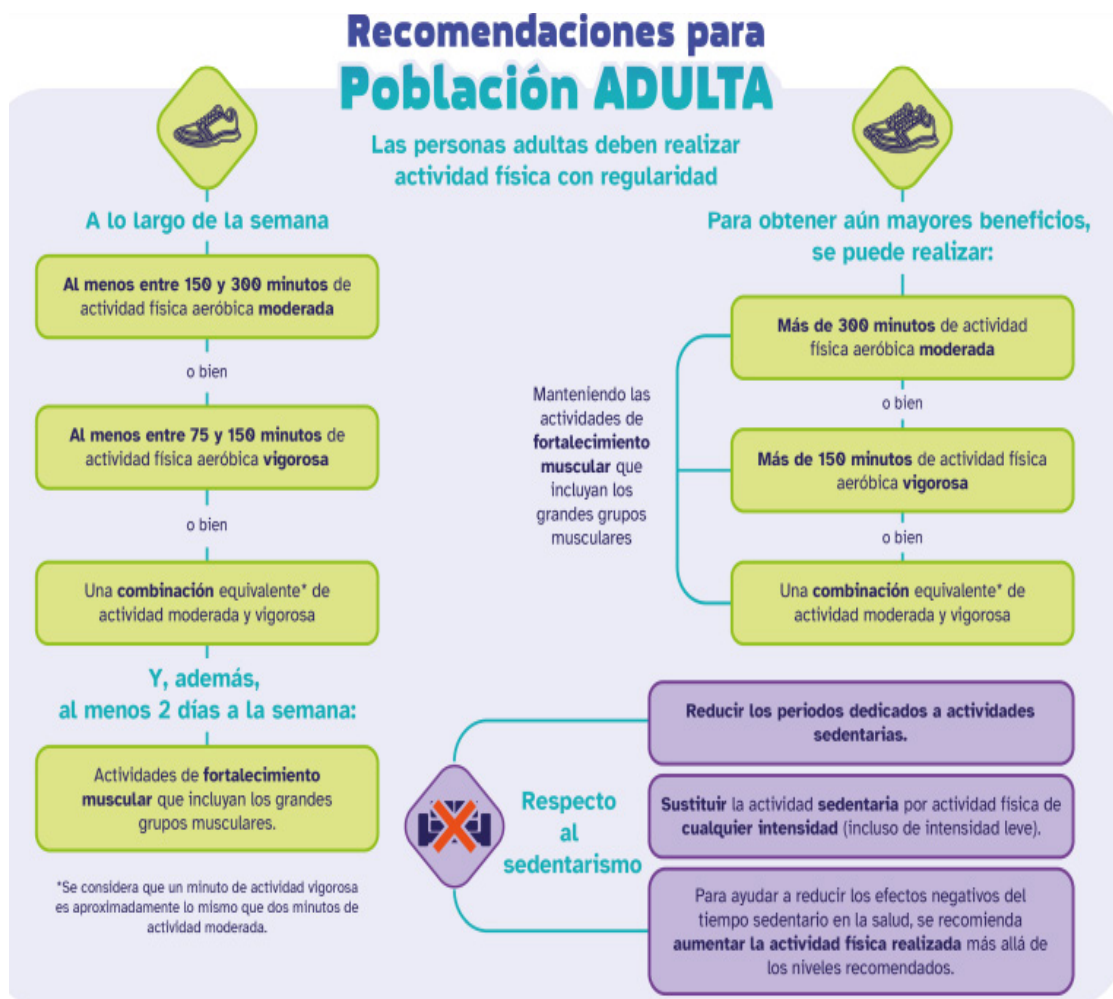 Recomendaciones para
Población ADULTA
Las personas adultas deben realizar
actividad física con regularidad
A lo largo de la semana
Al menos entre 150 y 300 minutos de
actividad física aeróbica moderada
o bien
Al menos entre 75 y 150 minutos de
actividad física aeróbica vigorosa
o bien
Una combinación equivalente* de
actividad moderada y vigorosa
Y, además,
al menos 2 días a la semana:
Actividades de fortalecimiento
muscular que incluyan los grandes
grupos musculares.
*Se considera que un minuto de actividad vigorosa
es aproximadamente lo mismo que dos minutos de
actividad moderada.
Para obtener aún mayores beneficios,
se puede realizar:
Más de 300 minutos de actividad
física aeróbica moderada
o bien
Más de 150 minutos de actividad física
aeróbica vigorosa
o bien
Una combinación equivalente* de
actividad moderada y vigorosa
Manteniendo las
actividades de
fortalecimiento
muscular que
incluyan los
grandes grupos
musculares
Respecto
al
sedentarismo
Reducir los periodos dedicados a actividades
sedentarias.
Sustituir la actividad sedentaria por actividad física de
cualquier intensidad (incluso de intensidad leve).
Para ayudar a reducir los efectos negativos del
tiempo sedentario en la salud, se recomienda
aumentar la actividad física realizada más allá de
los niveles recomendados.